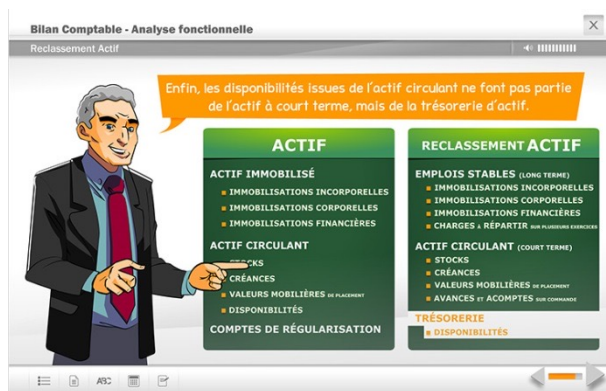 Bilan Comptable - Analyse fonctionnelle
Reclassement Actif
Enfin, les disponibilités issues de l'actif circulant ne font pas partie
de l'actif à court terme, mais de la trésorerie d'actif.
ACTIF
ACTIF IMMOBILISÉ
IMMOBILISATIONS INCORPORELLES
IMMOBILISATIONS CORPORELLES
IMMOBILISATIONS FINANCIÈRES
ACTIF CIRCULANT
STOCKS
CRÉANCES
VALEURS MOBILIÈRES DE PLACEMENT
DISPONIBILITÉS
COMPTES DE RÉGULARISATION
RECLASSEMENT ACTIF
EMPLOIS STABLES (LONG TERME)
IMMOBILISATIONS INCORPORELLES
IMMOBILISATIONS CORPORELLES
IMMOBILISATIONS FINANCIÈRES
CHARGES À RÉPARTIR SUR PLUSIEURS EXERCICES
ACTIF CIRCULANT (COURT TERME)
STOCKS
CRÉANCES
VALEURS MOBILIÈRES DE PLACEMENT
AVANCES ET ACOMPTES SUR COMMANDE
TRÉSORERIE
DISPONIBILITÉS
ABC